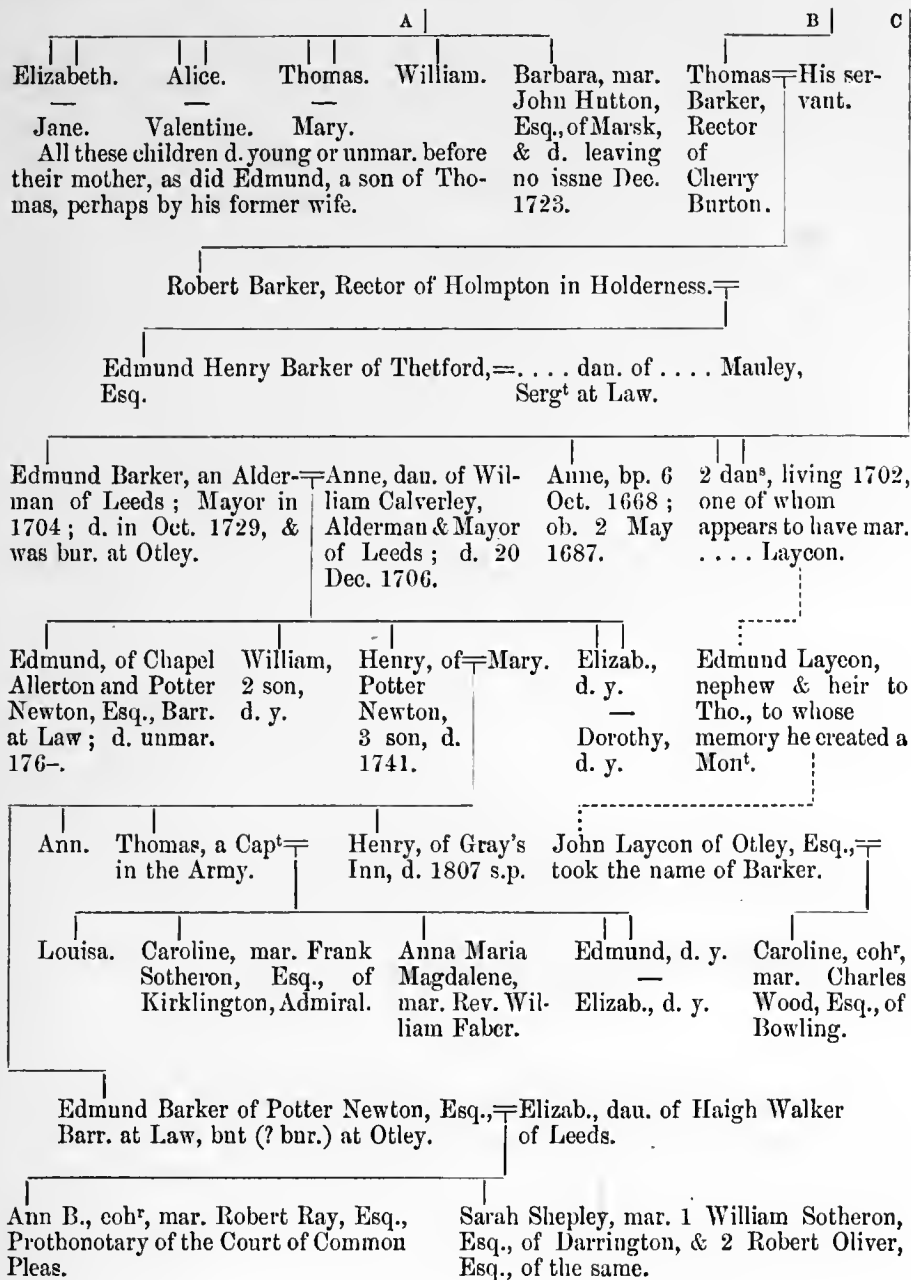 A B C
Elizabeth. Alice. Thomas. William. Barbara, mar. John Hutton, Esq., of Marsk, & d. leaving no issue Dec. 1723. Thomas Barker, Rector of Cherry Burton. = His servant.
— — —
Jane. Valentine. Mary.
All these children d. young or unmar. before
their mother, as did Edmund, a son of Tho-
mas, perhaps by his former wife.
Robert Barker, Rector of Holmpton in Holderness.=
Edmund Henry Barker of Thetford,=. . . . dau. of . . . . Manley,
Esq. Sergt at Law.
Edmund Barker, an Alder-
man of Leeds ; Mayor in
1704 ; d. in Oct. 1729, &
was bur. at Otley.
=Anne, dau. of Wil-
liam Calverley,
Alderman & Mayor
of Leeds ; d. 20
Dec. 1706.
Anne, bp. 6
Oct. 1668 ;
ob. 2 May
1687.
2 daus, living 1702,
one of whom
appears to have mar.
. . . . Laycon.
Edmund, of Chapel
Allerton and Potter
Newton, Esq., Barr.
at Law ; d. unmar.
176–.
William,
2 son,
d. y.
Henry, of
Potter
Newton,
3 son, d.
1741.
=Mary.
Elizab.,
d. y.
—
Dorothy,
d. y.
Edmund Laycon,
nephew & heir to
Tho., to whose
memory he created a
Mont.
Ann.
Thomas, a Capt=
in the Army.
Henry, of Gray's
Inn, d. 1807 s.p.
John Laycon of Otley, Esq.,=
took the name of Barker.
Louisa.
Caroline, mar. Frank
Sotheron, Esq., of
Kirklington, Admiral.
Anna Maria
Magdalene,
mar. Rev. Wil-
liam Faber.
Edmund, d. y.
—
Elizab., d. y.
Caroline, cohr,
mar. Charles
Wood, Esq., of
Bowling.
Edmund Barker of Potter Newton, Esq.,=Elizab., dau. of Haigh Walker
Barr. at Law, but (? bur.) at Otley. of Leeds.
Ann B., cohr, mar. Robert Ray, Esq.,
Prothonotary of the Court of Common
Pleas.
Sarah Shepley, mar. 1 William Sotheron,
Esq., of Darrington, & 2 Robert Oliver,
Esq., of the same.